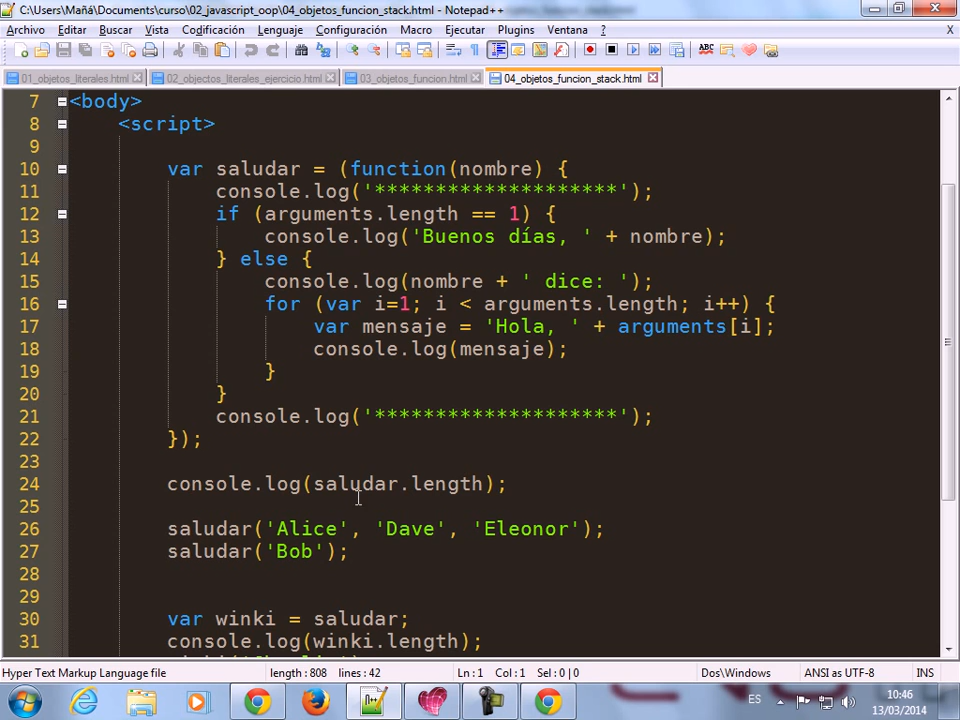 C:\Users\Mañá\Documents\curso\02_javascript_oop\04_objetos_funcion_stack.html - Notepad++
Archivo Editar Buscar Vista Codificación Lenguaje Configuración Macro Ejecutar Plugins Ventana ? X
01_objetos_literales.html 02_objectos_literales_ejercicio.html 03_objetos_funcion.html 04_objetos_funcion_stack.html
7 <body>
8 <script>
9
10 var saludar = (function(nombre) {
11 console.log('********************');
12 if (arguments.length == 1) {
13 console.log('Buenos días, ' + nombre);
14 } else {
15 console.log(nombre + ' dice: ');
16 for (var i=1; i < arguments.length; i++) {
17 var mensaje = 'Hola, ' + arguments[i];
18 console.log(mensaje);
19 }
20 }
21 console.log('********************');
22 });
23
24 console.log(saludar.length);
25
26 saludar('Alice', 'Dave', 'Eleonor');
27 saludar('Bob');
28
29
30 var winki = saludar;
31 console.log(winki.length);
Hyper Text Markup Language file length : 808 lines : 42 Ln : 1 Col : 1 Sel : 0 | 0 Dos\Windows ANSI as UTF-8 INS
ES 10:46
13/03/2014